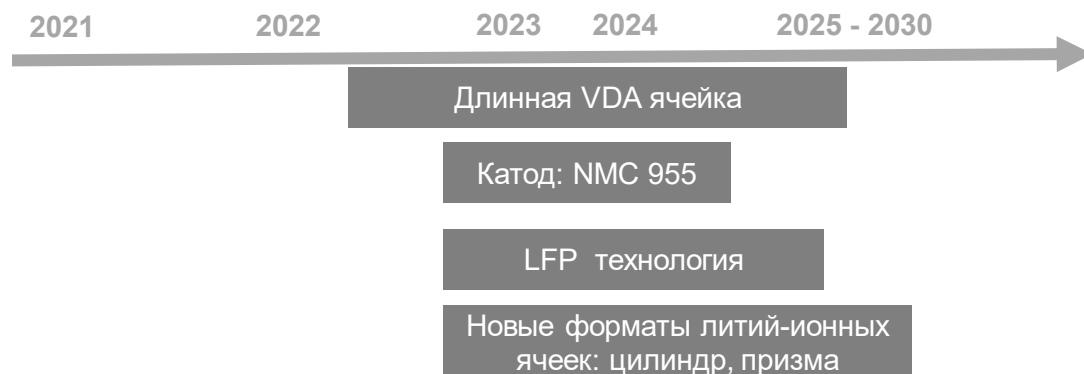 2021 2022 2023 2024 2025 - 2030
Длинная VDA ячейка
Катод: NMC 955
LFP технология
Новые форматы литий-ионных
ячеек: цилиндр, призма